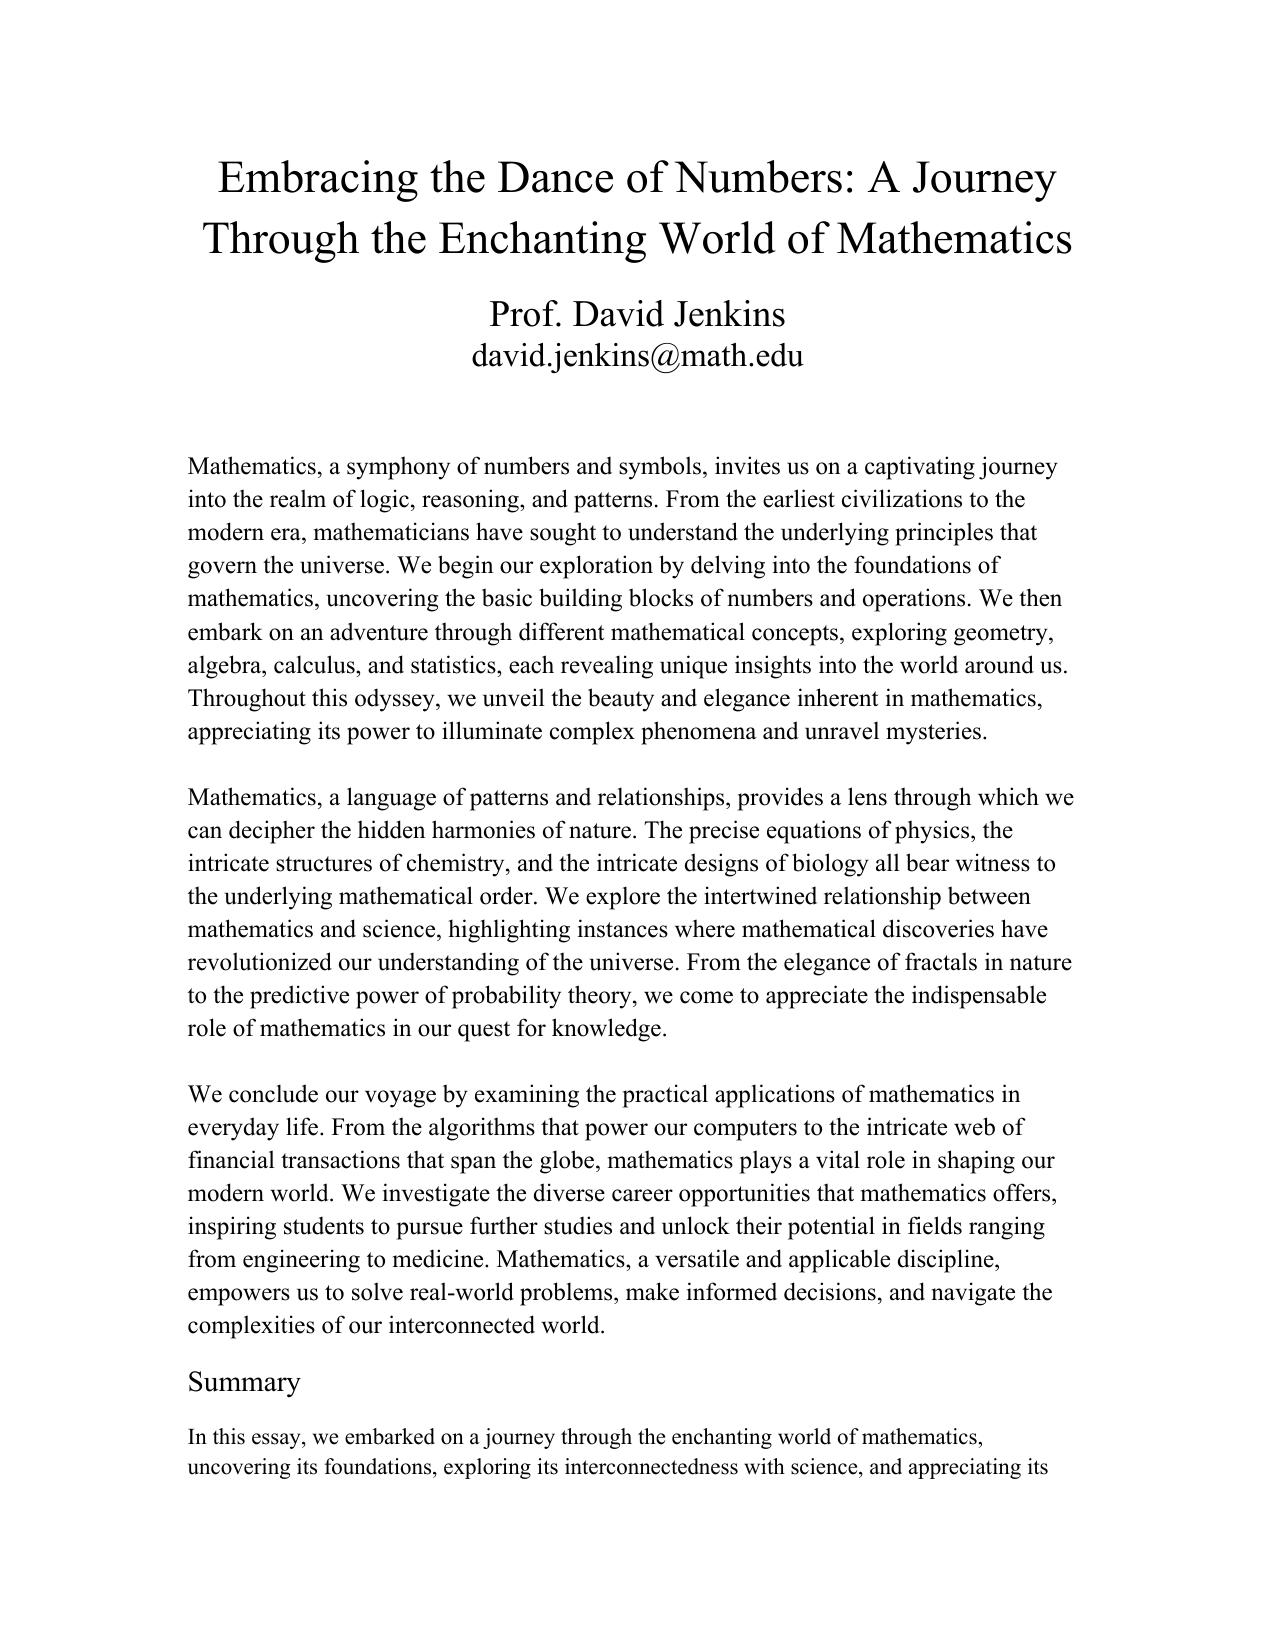 Embracing the Dance of Numbers: A Journey
Through the Enchanting World of Mathematics
Prof. David Jenkins
david.jenkins@math.edu
Mathematics, a symphony of numbers and symbols, invites us on a captivating journey
into the realm of logic, reasoning, and patterns. From the earliest civilizations to the
modern era, mathematicians have sought to understand the underlying principles that
govern the universe. We begin our exploration by delving into the foundations of
mathematics, uncovering the basic building blocks of numbers and operations. We then
embark on an adventure through different mathematical concepts, exploring geometry,
algebra, calculus, and statistics, each revealing unique insights into the world around us.
Throughout this odyssey, we unveil the beauty and elegance inherent in mathematics,
appreciating its power to illuminate complex phenomena and unravel mysteries.
Mathematics, a language of patterns and relationships, provides a lens through which we
can decipher the hidden harmonies of nature. The precise equations of physics, the
intricate structures of chemistry, and the intricate designs of biology all bear witness to
the underlying mathematical order. We explore the intertwined relationship between
mathematics and science, highlighting instances where mathematical discoveries have
revolutionized our understanding of the universe. From the elegance of fractals in nature
to the predictive power of probability theory, we come to appreciate the indispensable
role of mathematics in our quest for knowledge.
We conclude our voyage by examining the practical applications of mathematics in
everyday life. From the algorithms that power our computers to the intricate web of
financial transactions that span the globe, mathematics plays a vital role in shaping our
modern world. We investigate the diverse career opportunities that mathematics offers,
inspiring students to pursue further studies and unlock their potential in fields ranging
from engineering to medicine. Mathematics, a versatile and applicable discipline,
empowers us to solve real-world problems, make informed decisions, and navigate the
complexities of our interconnected world.
Summary
In this essay, we embarked on a journey through the enchanting world of mathematics,
uncovering its foundations, exploring its interconnectedness with science, and appreciating its